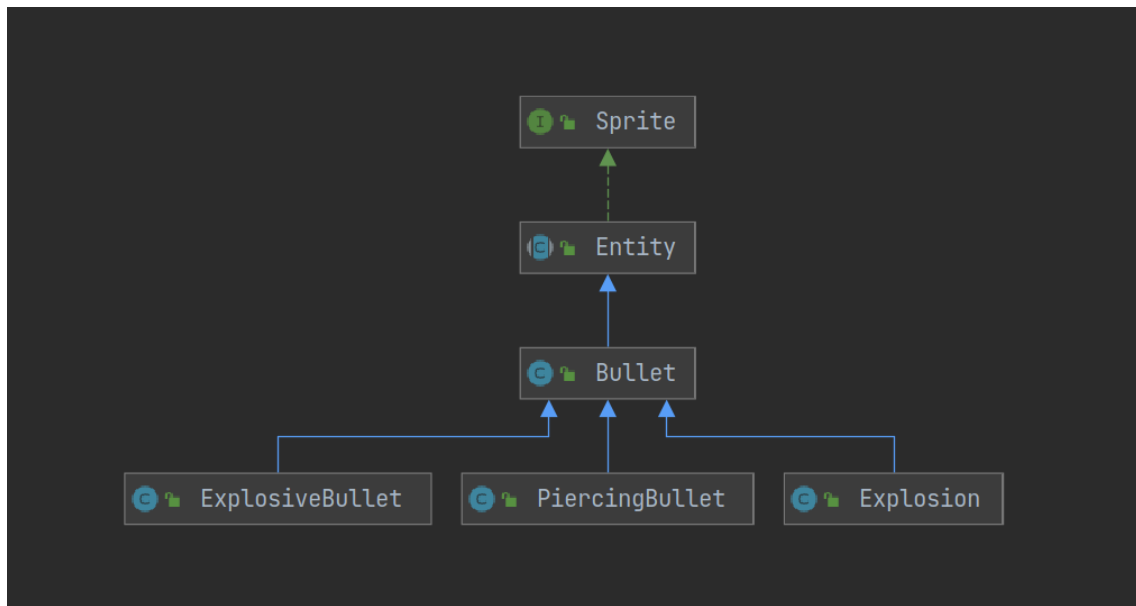 I Sprite
C Entity
C Bullet
C ExplosiveBullet
C PiercingBullet
C Explosion